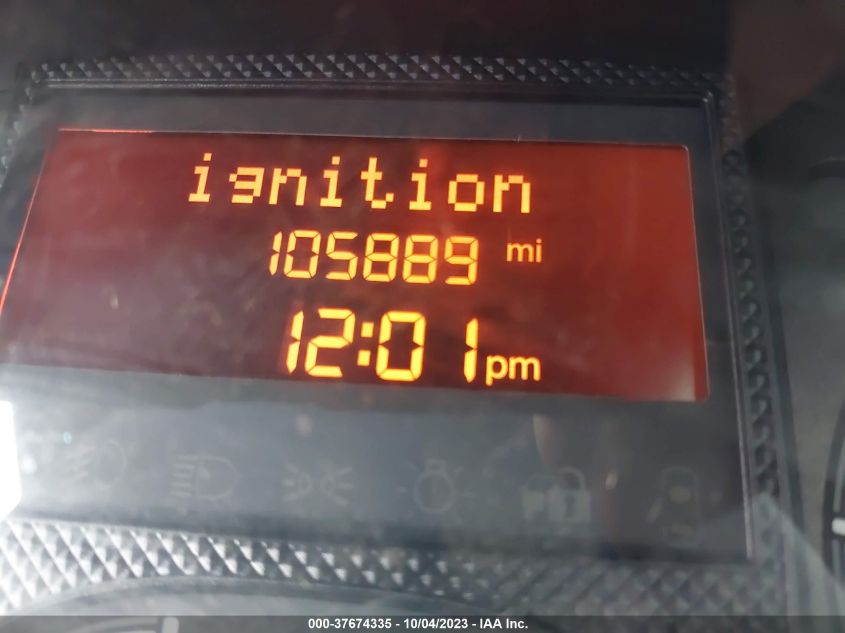 ignition
105889 mi
12:01 pm
000-37674335 - 10/04/2023 - IAA Inc.